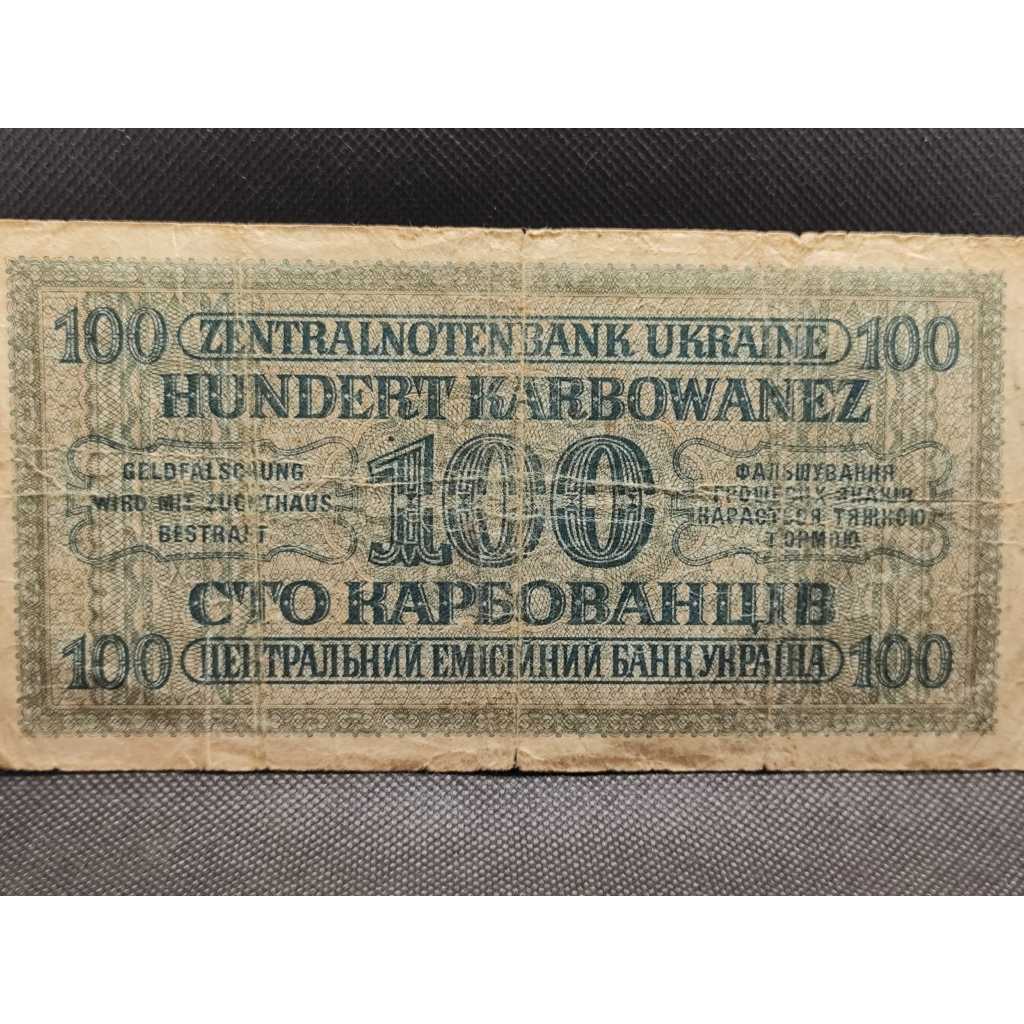 100 ZENTRALNOTENBANK UKRAINE 100
HUNDERT KARBOWANEZ
GELDFÄLSCHUNG
WIRD MIT ZUCHTHAUS
BESTRAFT
100
ФАЛЬШУВАННЯ
ГРОШЕВИХ ЗНАКІВ
КАРАЄТЬСЯ ТЯЖКОЮ
ТЮРМОЮ
СТО КАРБОВАНЦІВ
100 ЦЕНТРАЛЬНИЙ ЕМІСІЙНИЙ БАНК УКРАЇНА 100